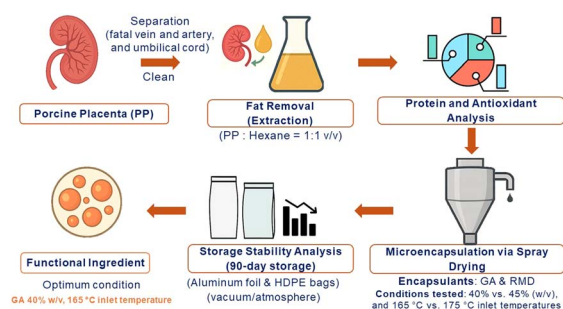 Separation
(fatal vein and artery,
and umbilical cord)
Clean
Porcine Placenta (PP)
Fat Removal
(Extraction)
(PP : Hexane = 1:1 v/v)
Protein and Antioxidant
Analysis
Microencapsulation via Spray
Drying
Encapsulants: GA & RMD
Conditions tested: 40% vs. 45% (w/v),
and 165 °C vs. 175 °C inlet temperatures
Storage Stability Analysis
(90-day storage)
(Aluminum foil & HDPE bags)
(vacuum/atmosphere)
Functional Ingredient
Optimum condition
GA 40% w/v, 165 °C inlet temperature